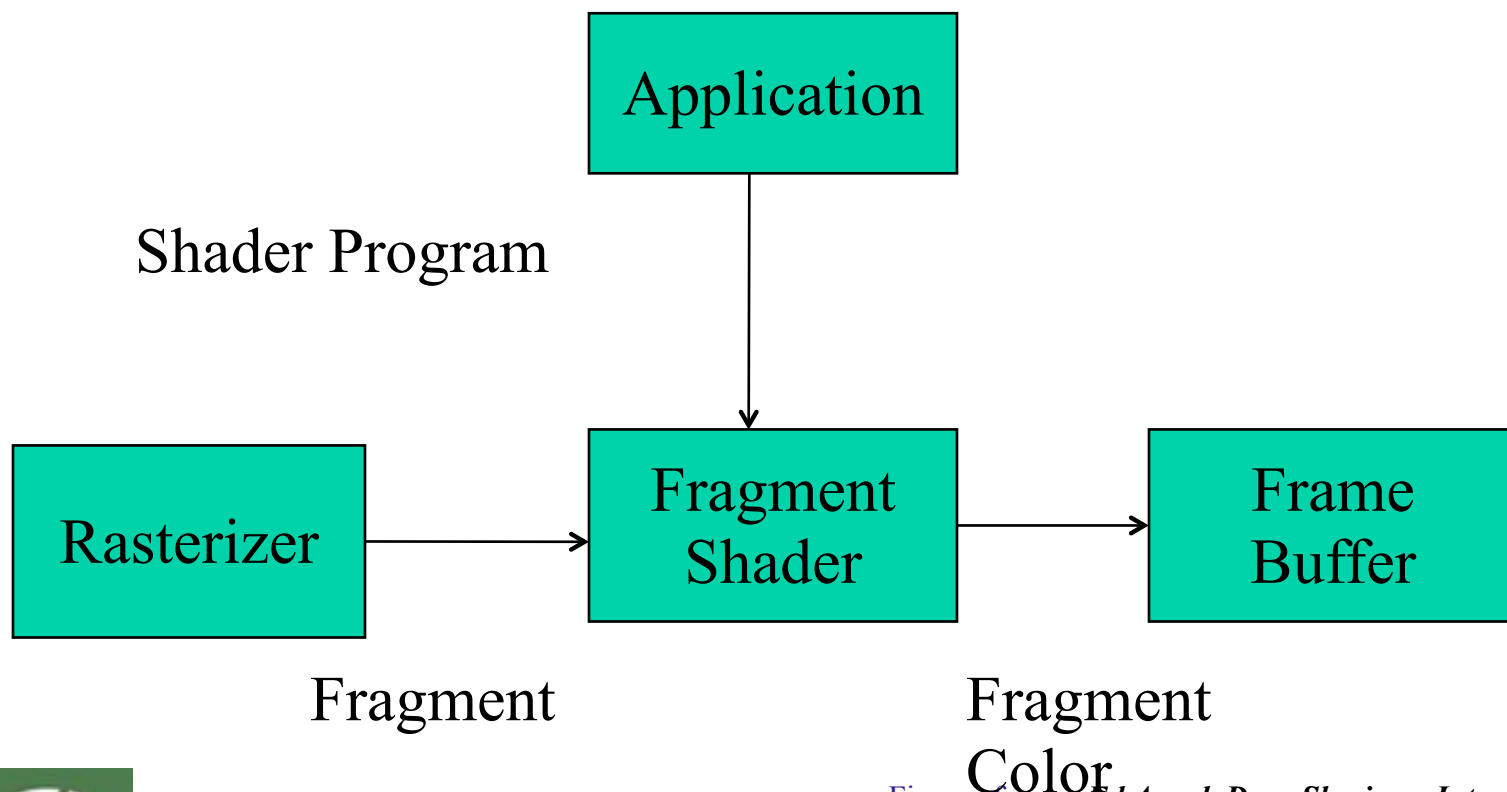 Application
Shader Program
Rasterizer
Fragment
Shader
Frame
Buffer
Fragment
Fragment
Color